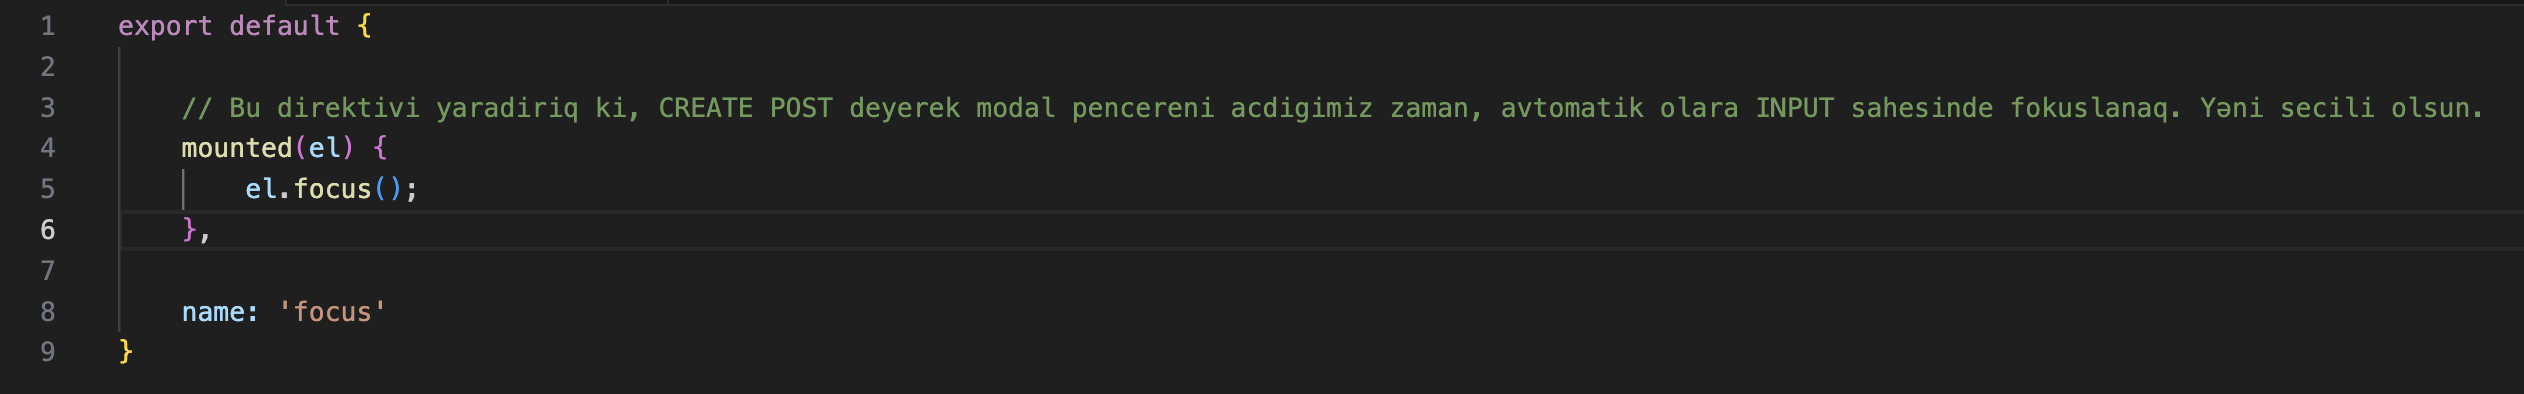 1 export default {
2
3 // Bu direktivi yaradiriq ki, CREATE POST deyerek modal pencereni acdigimiz zaman, avtomatik olara INPUT sahesinde fokuslanaq. Yəni secili olsun.
4 mounted(el) {
5 el.focus();
6 },
7
8 name: 'focus'
9 }